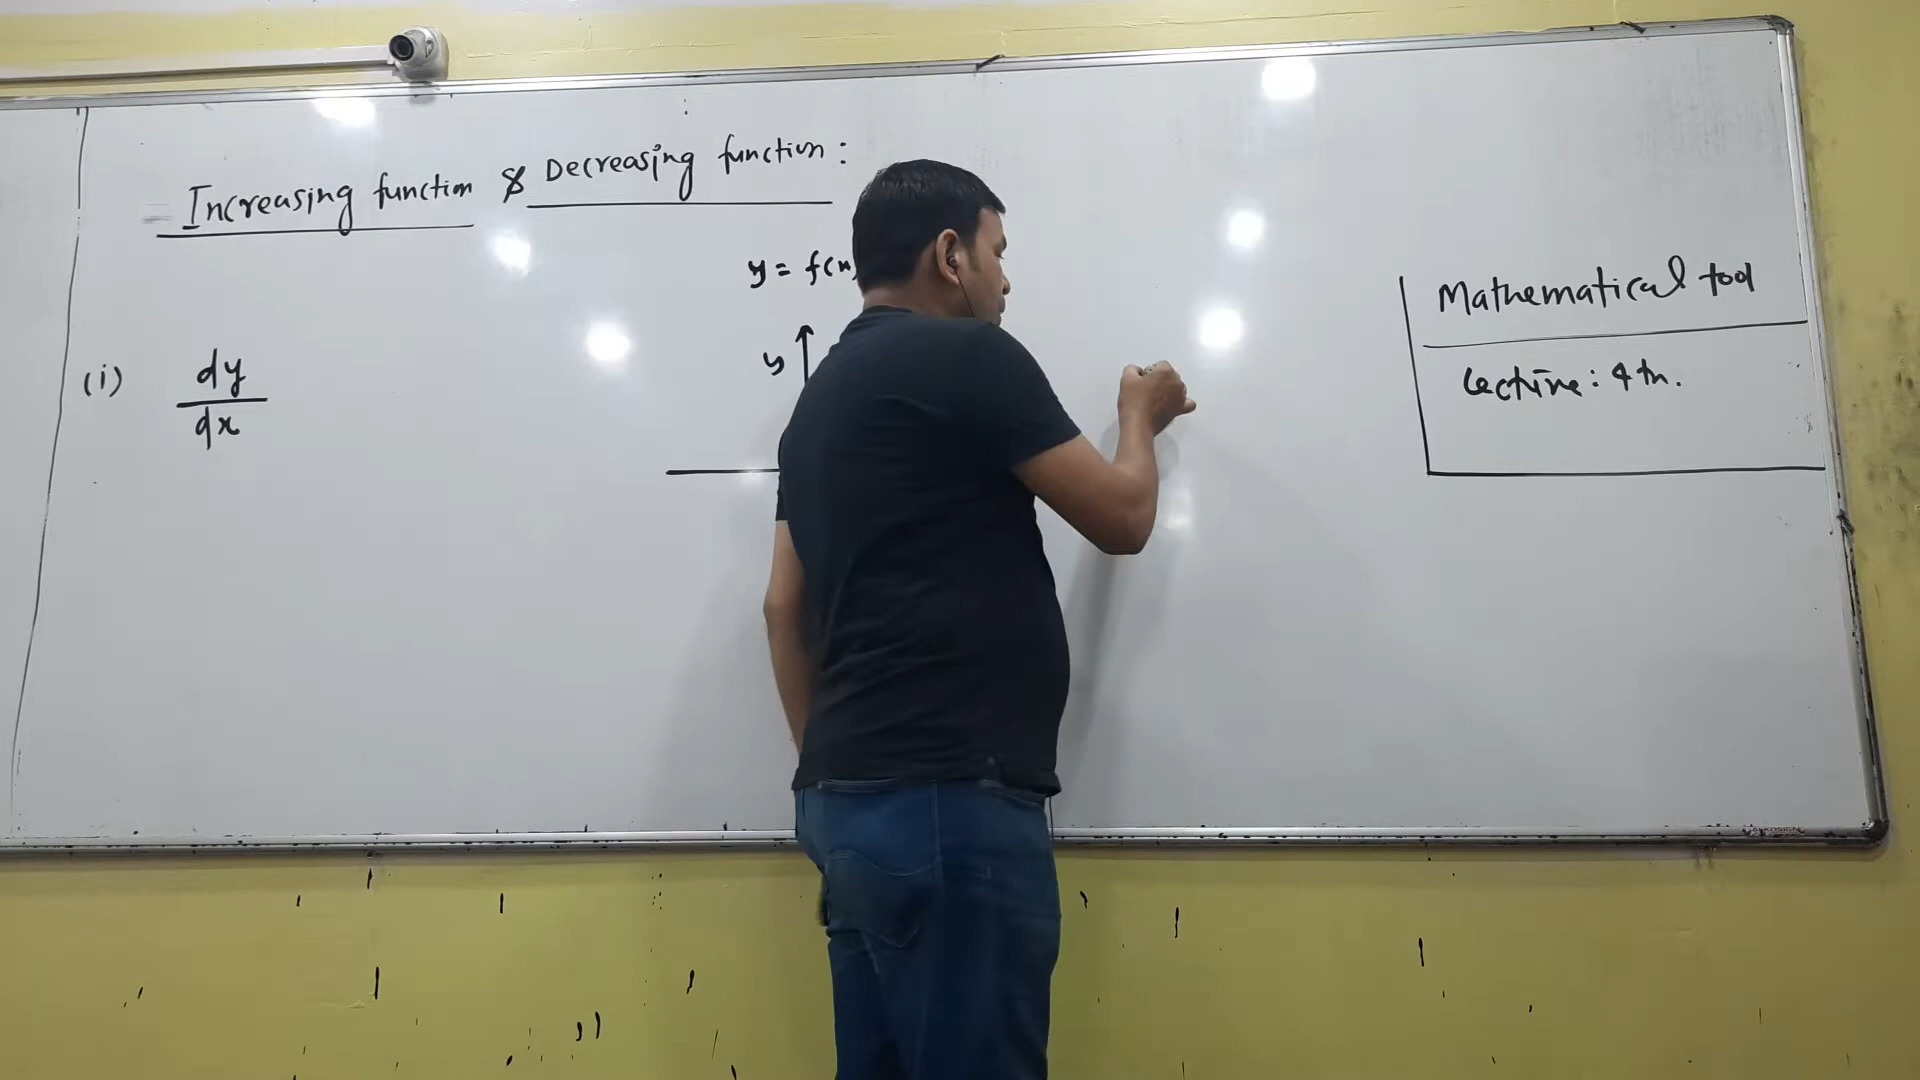 Increasing function & Decreasing function:
y = f(x)
y
(i) dy/dx
Mathematical tool
Lecture: 4th.